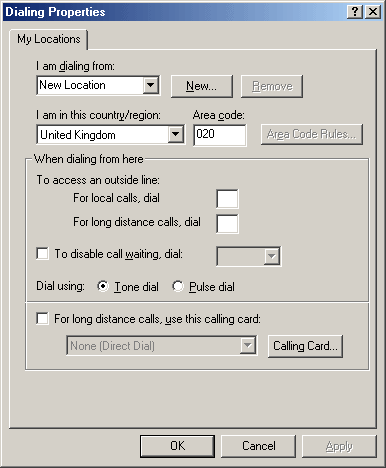 Dialing Properties
My Locations
I am dialing from:
New Location New... Remove
I am in this country/region: Area code:
United Kingdom 020 Area Code Rules...
When dialing from here
To access an outside line:
For local calls, dial
For long distance calls, dial
To disable call waiting, dial:
Dial using: Tone dial Pulse dial
For long distance calls, use this calling card:
None (Direct Dial) Calling Card...
OK Cancel Apply